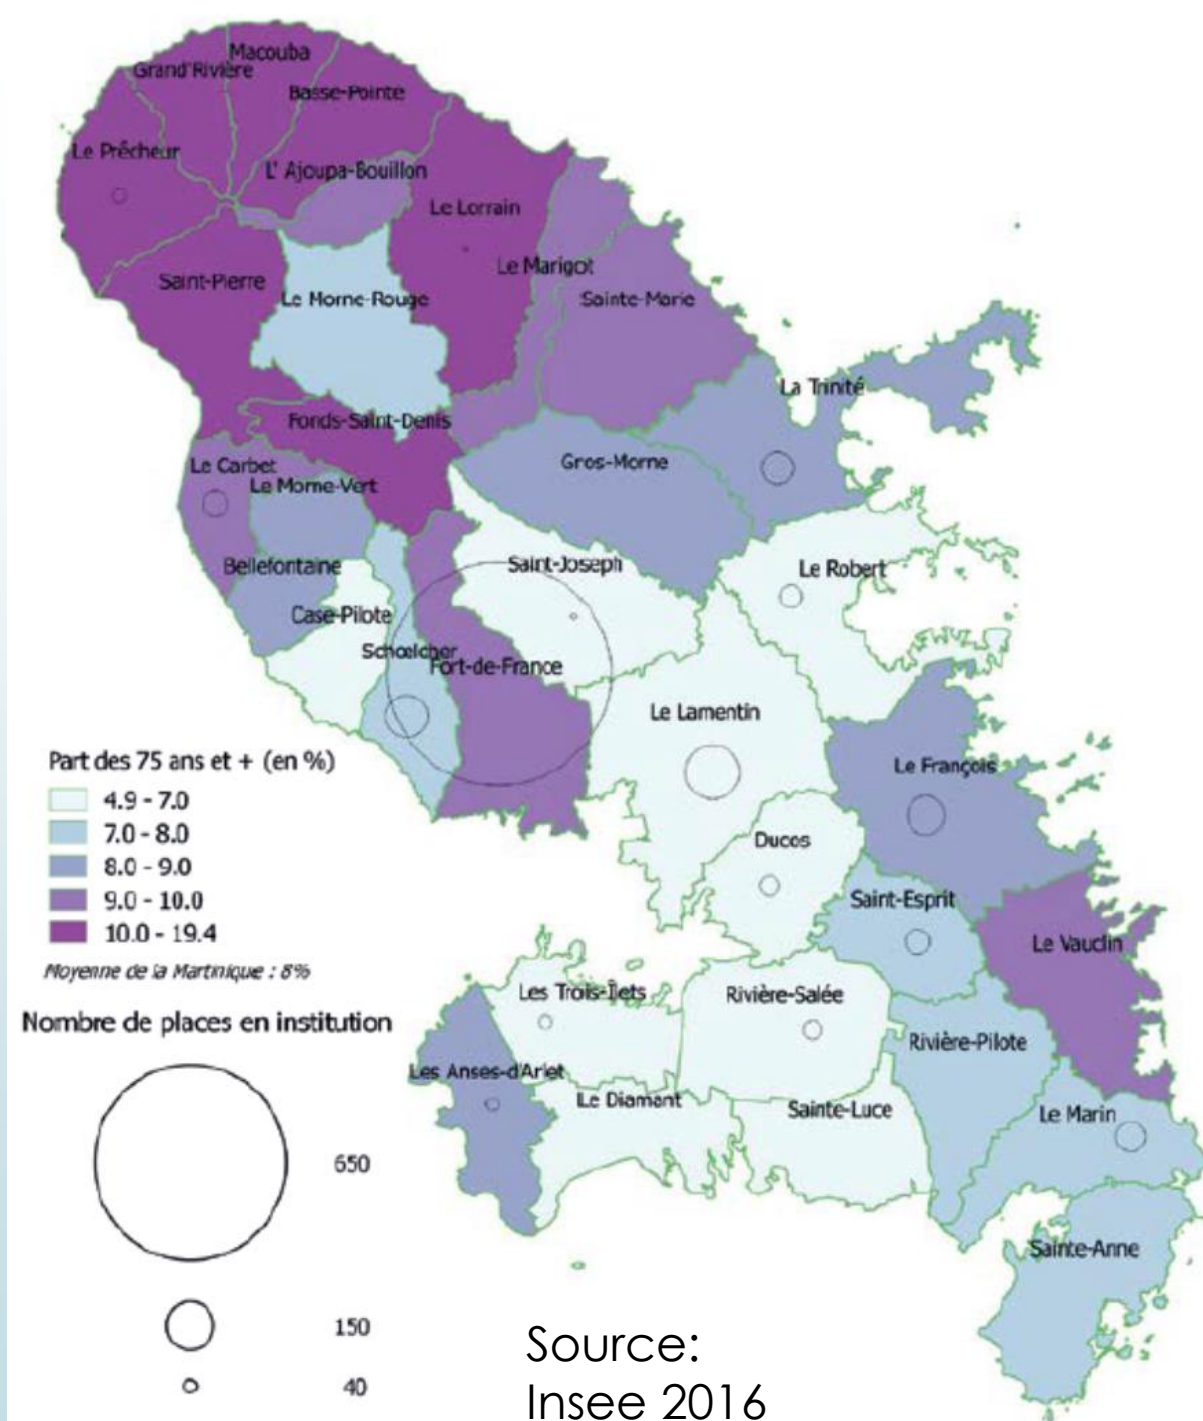 Macouba
Grand'Rivière
Basse-Pointe
Le Prêcheur
L' Ajoupa-Bouillon
Le Lorrain
Le Marigot
Saint-Pierre
Le Morne-Rouge
Sainte-Marie
La Trinité
Fonds-Saint-Denis
Le Carbet
Gros-Morne
Le Morne-Vert
Bellefontaine
Saint-Joseph
Le Robert
Case-Pilote
Schœlcher
Fort-de-France
Le Lamentin
Le François
Ducos
Saint-Esprit
Le Vauclin
Les Trois-Îlets
Rivière-Salée
Rivière-Pilote
Les Anses-d'Arlet
Le Diamant
Sainte-Luce
Le Marin
Sainte-Anne
Part des 75 ans et + (en %)
4.9 - 7.0
7.0 - 8.0
8.0 - 9.0
9.0 - 10.0
10.0 - 19.4
Moyenne de la Martinique : 8%
Nombre de places en institution
650
150
40
Source:
Insee 2016